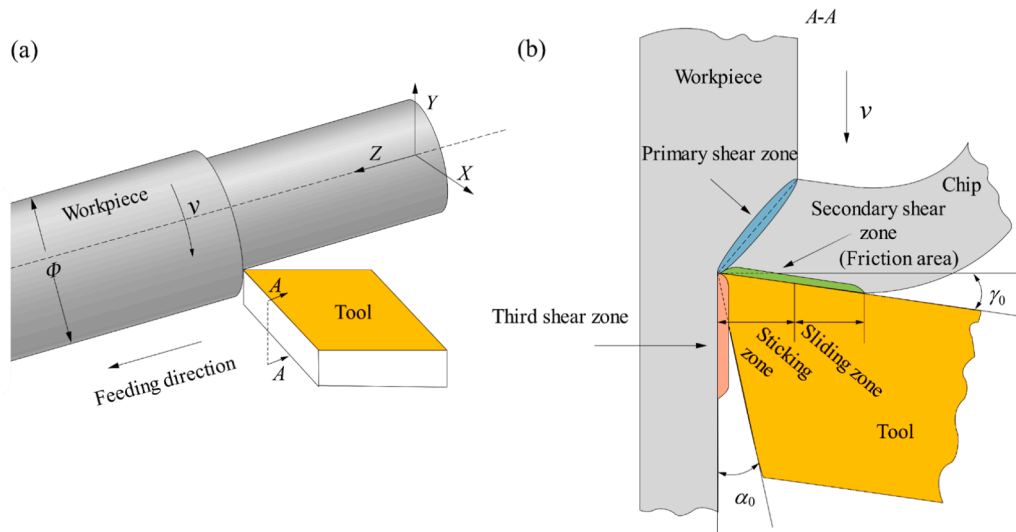 (a)
Y
Z
X
Workpiece
v
Φ
A
Tool
A
Feeding direction
(b)
A-A
Workpiece
v
Primary shear zone
Chip
Secondary shear
zone
(Friction area)
γ0
Third shear zone
Sticking
zone
Sliding zone
Tool
α0